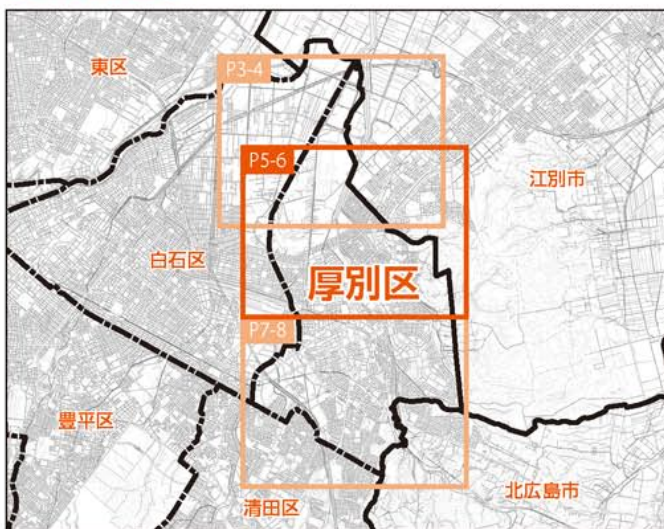 東区
P3-4
P5-6
江別市
白石区
厚別区
P7-8
豊平区
清田区
北広島市